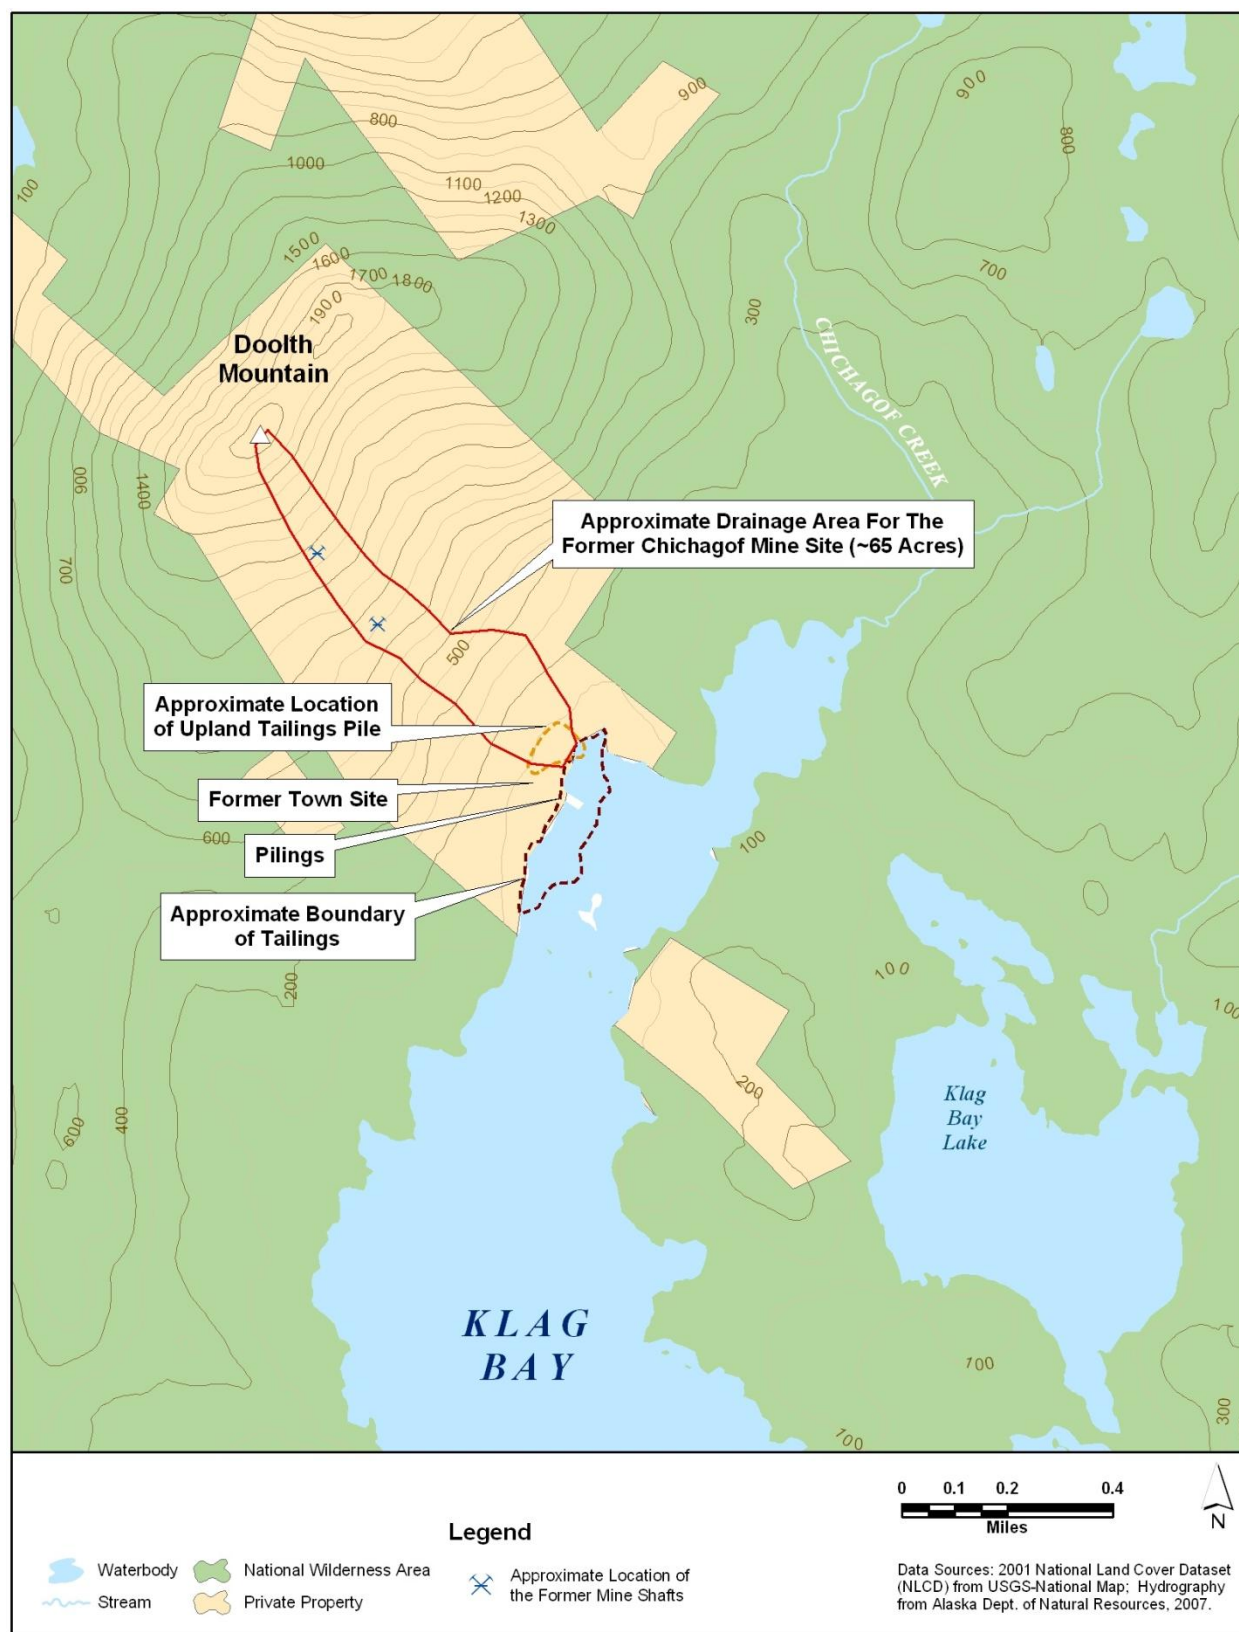 900
900
800
800
1000
1100
1200
1300
100
1500
1600
1700
1800
1900
700
300
CHICHAGOF CREEK
Doolth
Mountain
900
1400
700
Approximate Drainage Area For The
Former Chichagof Mine Site (~65 Acres)
500
Approximate Location
of Upland Tailings Pile
Former Town Site
600
Pilings
100
Approximate Boundary
of Tailings
200
100
100
200
Klag
Bay
Lake
400
600
KLAG
BAY
100
100
300
Legend
Waterbody
Stream
National Wilderness Area
Private Property
Approximate Location of
the Former Mine Shafts
0 0.1 0.2 0.4
Miles
N
Data Sources: 2001 National Land Cover Dataset
(NLCD) from USGS-National Map; Hydrography
from Alaska Dept. of Natural Resources, 2007.